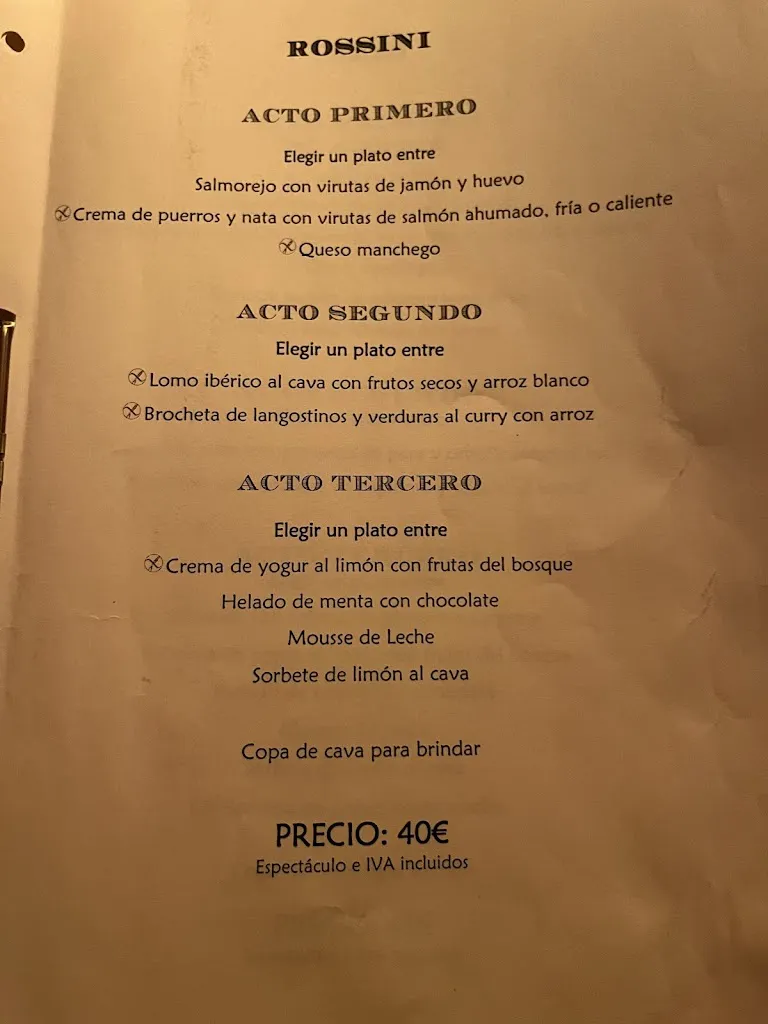 ROSSINI
ACTO PRIMERO
Elegir un plato entre
Salmorejo con virutas de jamón y huevo
Crema de puerros y nata con virutas de salmón ahumado, fría o caliente
Queso manchego
ACTO SEGUNDO
Elegir un plato entre
Lomo ibérico al cava con frutos secos y arroz blanco
Brocheta de langostinos y verduras al curry con arroz
ACTO TERCERO
Elegir un plato entre
Crema de yogur al limón con frutas del bosque
Helado de menta con chocolate
Mousse de Leche
Sorbete de limón al cava
Copa de cava para brindar
PRECIO: 40€
Espectáculo e IVA incluidos